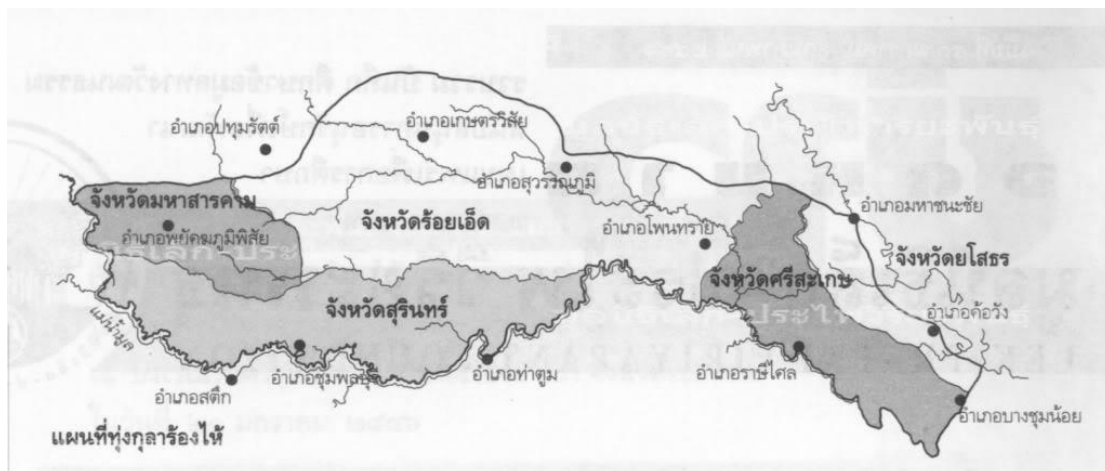 อำเภอปทุมรัตต์
อำเภอเกษตรวิสัย
อำเภอสุวรรณภูมิ
จังหวัดมหาสารคาม
อำเภอพยัคฆภูมิพิสัย
จังหวัดร้อยเอ็ด
อำเภอโพนทราย
อำเภอมหาชนะชัย
จังหวัดยโสธร
จังหวัดศรีสะเกษ
จังหวัดสุรินทร์
แม่น้ำมูล
อำเภอค้อวัง
อำเภอสตึก
อำเภอชุมพลบุรี
อำเภอท่าตูม
อำเภอราษีไศล
อำเภอบางชุมน้อย
แผนที่ทุ่งกุลาร้องไห้